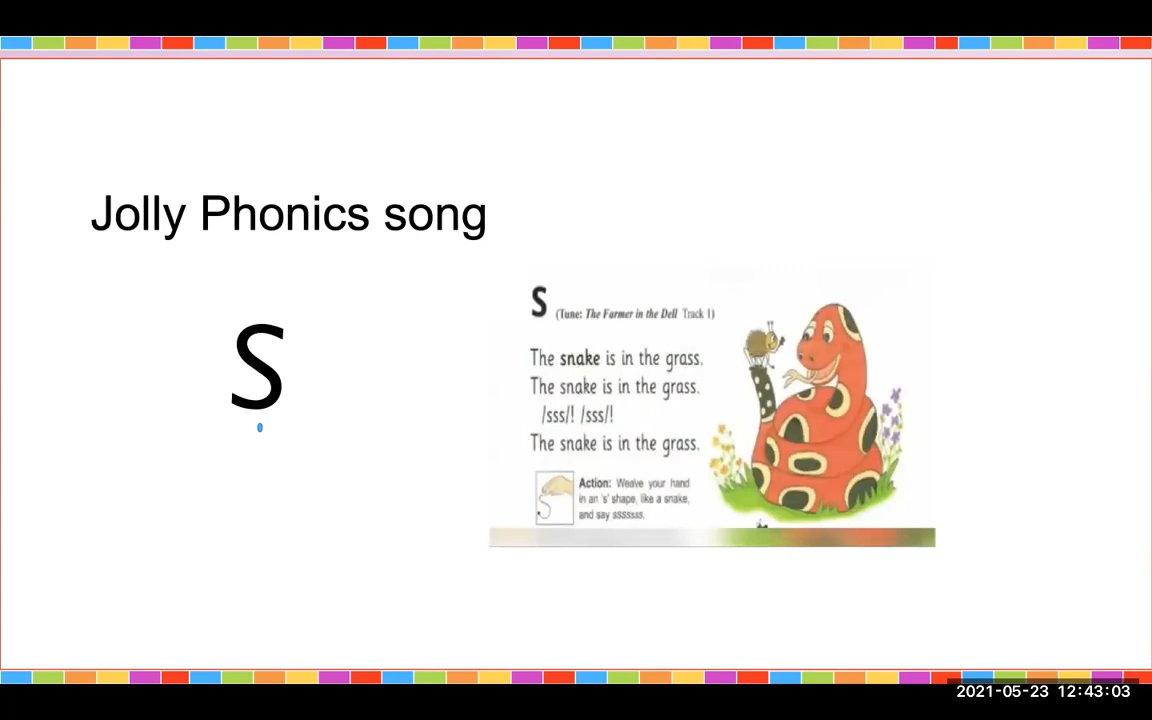 Jolly Phonics song
S
S (Tune: The Farmer in the Dell Track 1)
The snake is in the grass.
The snake is in the grass.
/sss/! /sss/!
The snake is in the grass.
Action: Weave your hand
in an 's' shape, like a snake,
and say ssssss.
2021-05-23 12:43:03